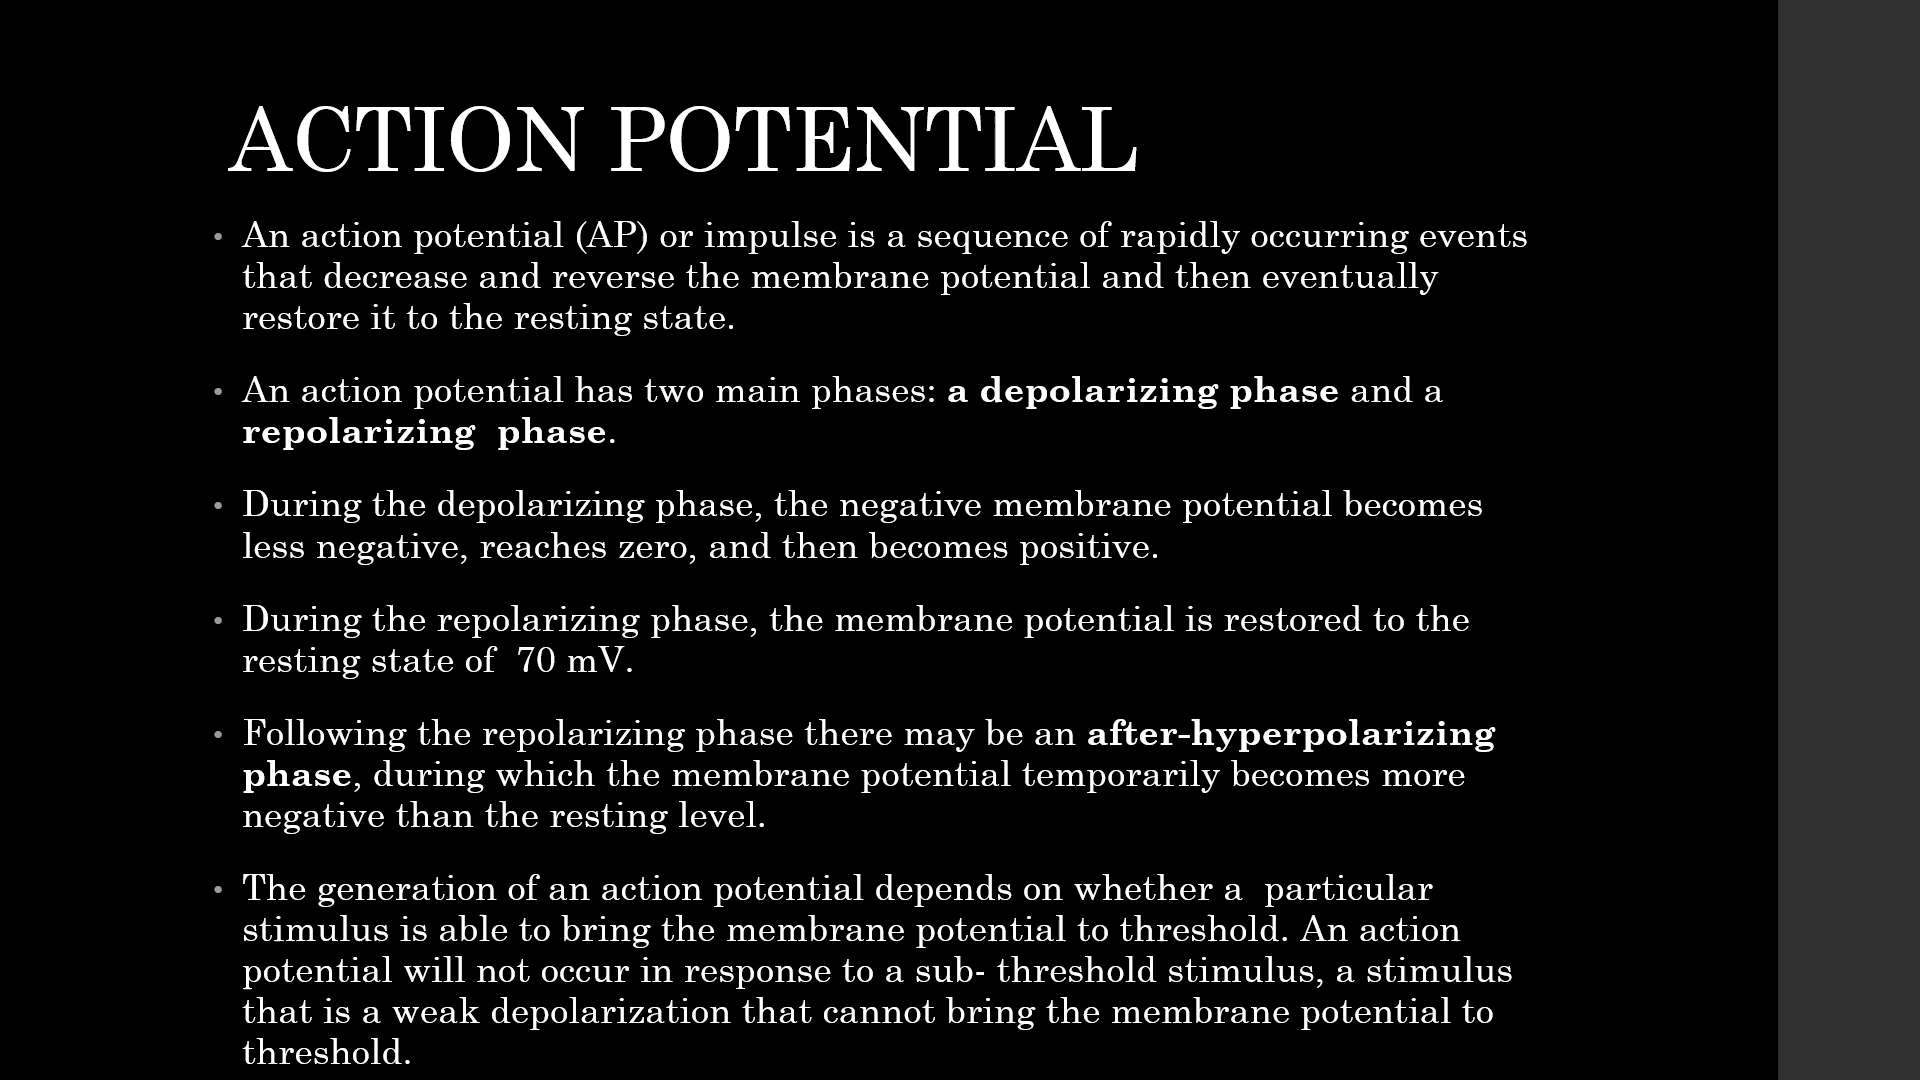 ACTION POTENTIAL
• An action potential (AP) or impulse is a sequence of rapidly occurring events
that decrease and reverse the membrane potential and then eventually
restore it to the resting state.
• An action potential has two main phases: a depolarizing phase and a
repolarizing  phase.
• During the depolarizing phase, the negative membrane potential becomes
less negative, reaches zero, and then becomes positive.
• During the repolarizing phase, the membrane potential is restored to the
resting state of  70 mV.
• Following the repolarizing phase there may be an after-hyperpolarizing
phase, during which the membrane potential temporarily becomes more
negative than the resting level.
• The generation of an action potential depends on whether a  particular
stimulus is able to bring the membrane potential to threshold. An action
potential will not occur in response to a sub- threshold stimulus, a stimulus
that is a weak depolarization that cannot bring the membrane potential to
threshold.